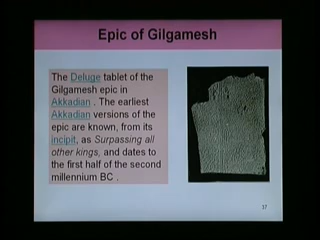 Epic of Gilgamesh
The Deluge tablet of the
Gilgamesh epic in
Akkadian . The earliest
Akkadian versions of the
epic are known, from its
incipit, as Surpassing all
other kings, and dates to
the first half of the second
millennium BC .
37